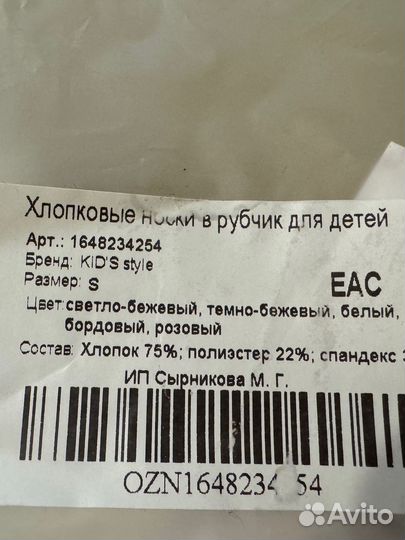 Хлопковые носки в рубчик для детей
Арт.: 1648234254
Бренд: KID'S style
Размер: S
EAC
Цвет: светло-бежевый, темно-бежевый, белый,
бордовый, розовый
Состав: Хлопок 75%; полиэстер 22%; спандекс
ИП Сырникова М. Г.
OZN1648234 54
Avito